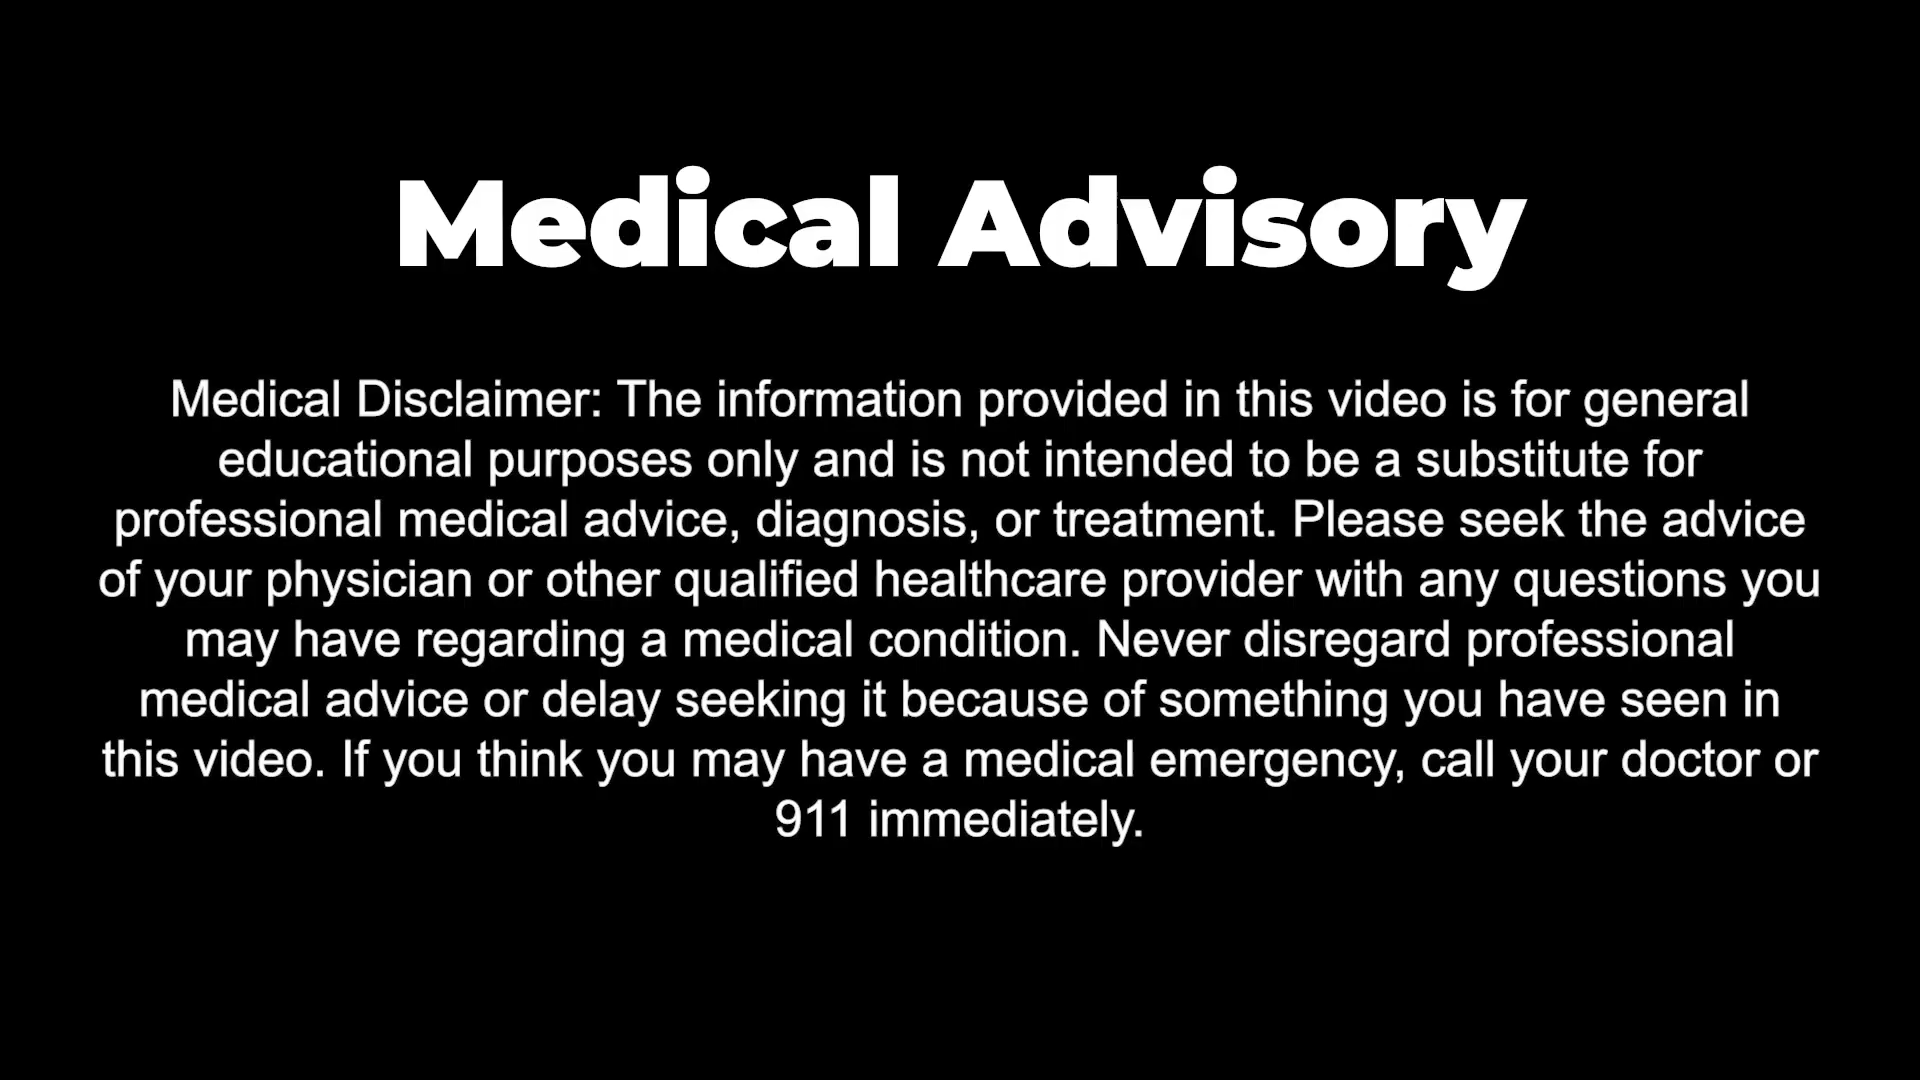 Medical Advisory
Medical Disclaimer: The information provided in this video is for general
educational purposes only and is not intended to be a substitute for
professional medical advice, diagnosis, or treatment. Please seek the advice
of your physician or other qualified healthcare provider with any questions you
may have regarding a medical condition. Never disregard professional
medical advice or delay seeking it because of something you have seen in
this video. If you think you may have a medical emergency, call your doctor or
911 immediately.